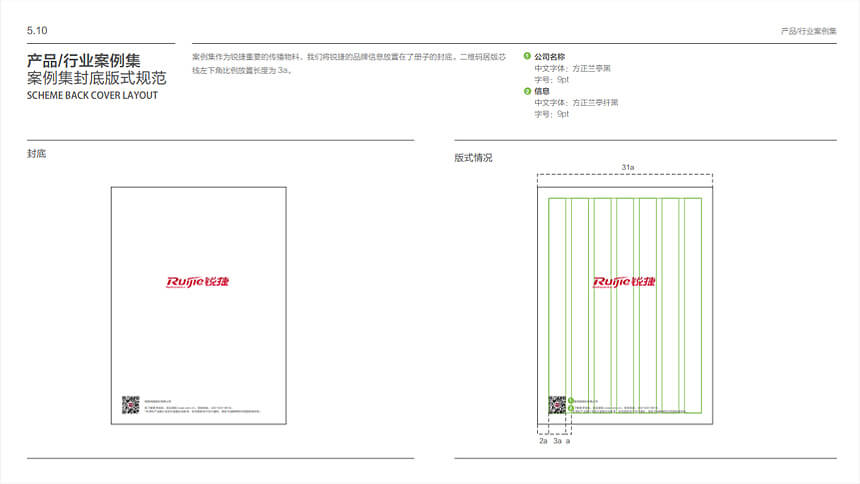 5.10
产品/行业案例集
产品/行业案例集
案例集封底版式规范
SCHEME BACK COVER LAYOUT
案例集作为锐捷重要的传播物料、我们将锐捷的品牌信息放置在了册子的封底。二维码居版芯
线左下角比例放置长度为 3a。
1 公司名称
中文字体：方正兰亭黑
字号：9pt
2 信息
中文字体：方正兰亭纤黑
字号：9pt
封底
Ruijie锐捷
版式情况
31a
Ruijie锐捷
1
2
2a 3a a